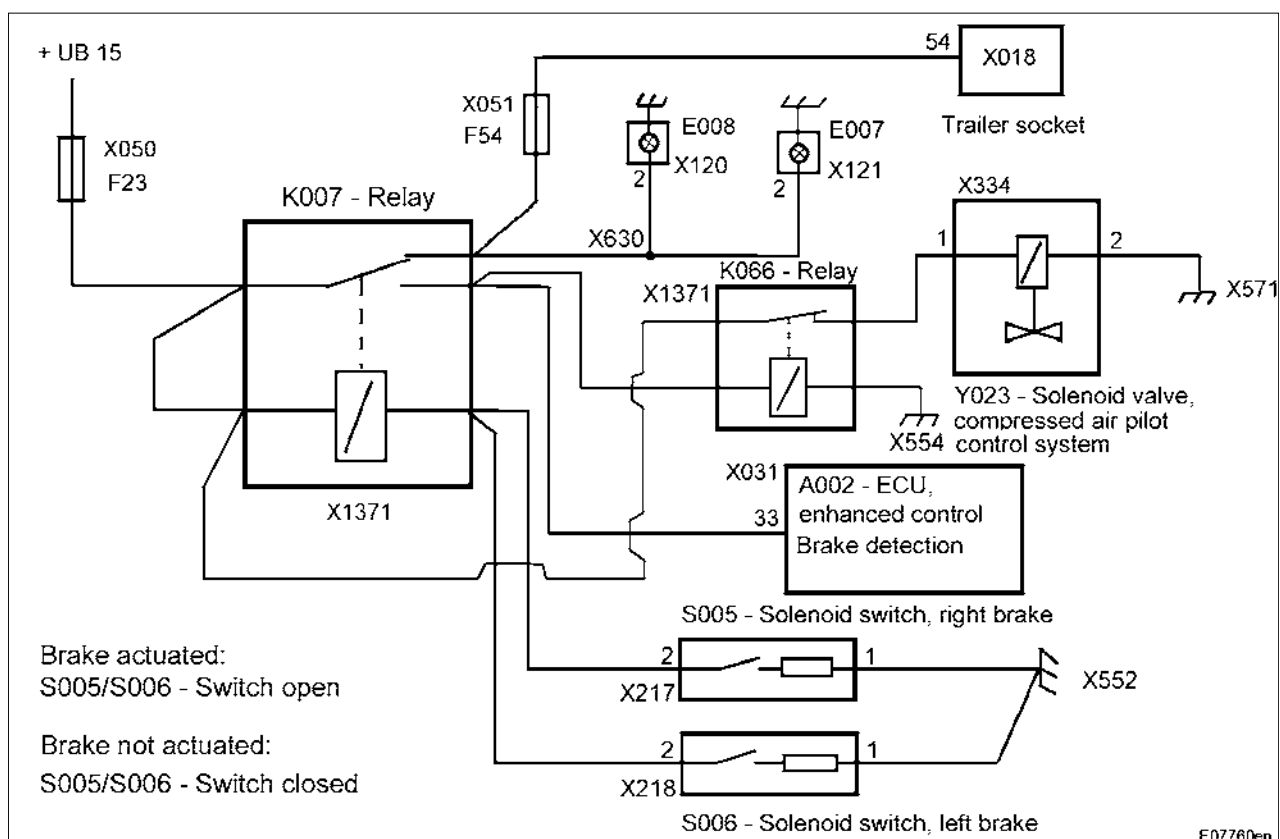 + UB 15
X050
F23
X051
F54
54
X018
Trailer socket
E008
X120
2
E007
X121
2
K007 - Relay
X630
X334
1
2
X571
K066 - Relay
X1371
X554
Y023 - Solenoid valve,
compressed air pilot
control system
X1371
X031
33
A002 - ECU,
enhanced control
Brake detection
S005 - Solenoid switch, right brake
2
1
X217
X552
2
1
X218
S006 - Solenoid switch, left brake
Brake actuated:
S005/S006 - Switch open
Brake not actuated:
S005/S006 - Switch closed
E07760en